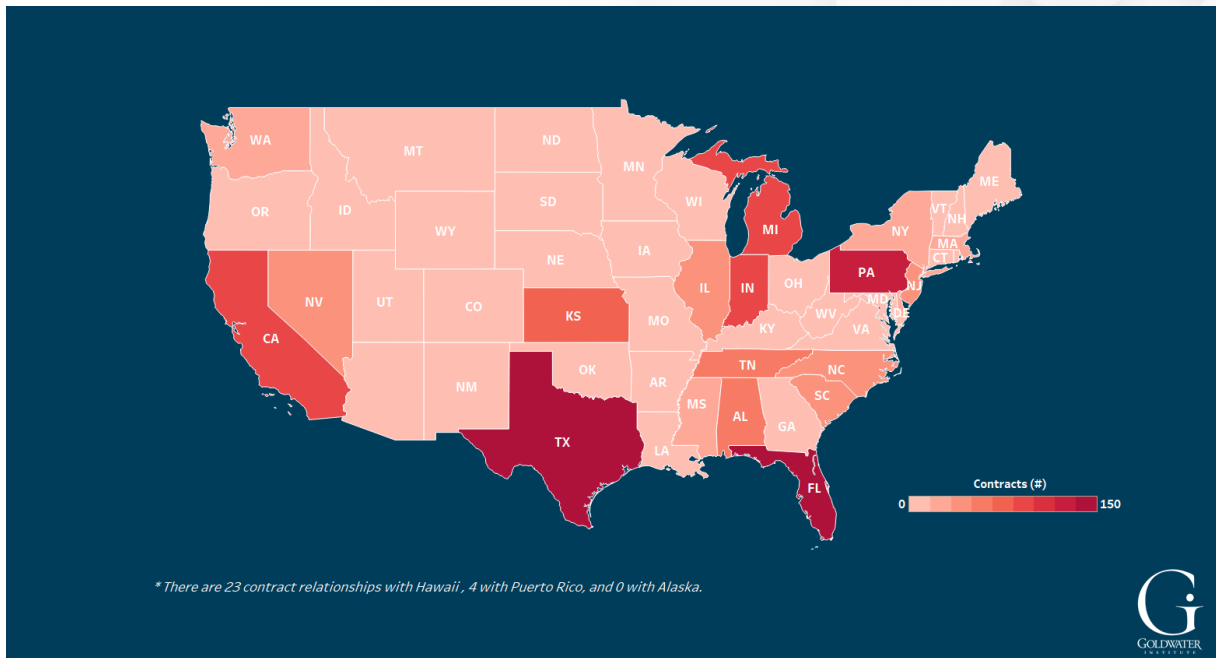 WA
MT
ND
MN
ME
VT
NH
OR
ID
SD
WI
NY
MA
WY
MI
CT
IA
NE
PA
NV
UT
CO
IL
IN
OH
NJ
MD
DE
CA
KS
MO
WV
VA
KY
NM
OK
TN
NC
AR
SC
MS
AL
GA
TX
LA
FL
Contracts (#)
0 150
* There are 23 contract relationships with Hawaii , 4 with Puerto Rico, and 0 with Alaska.
GI
GOLDWATER
INSTITUTE